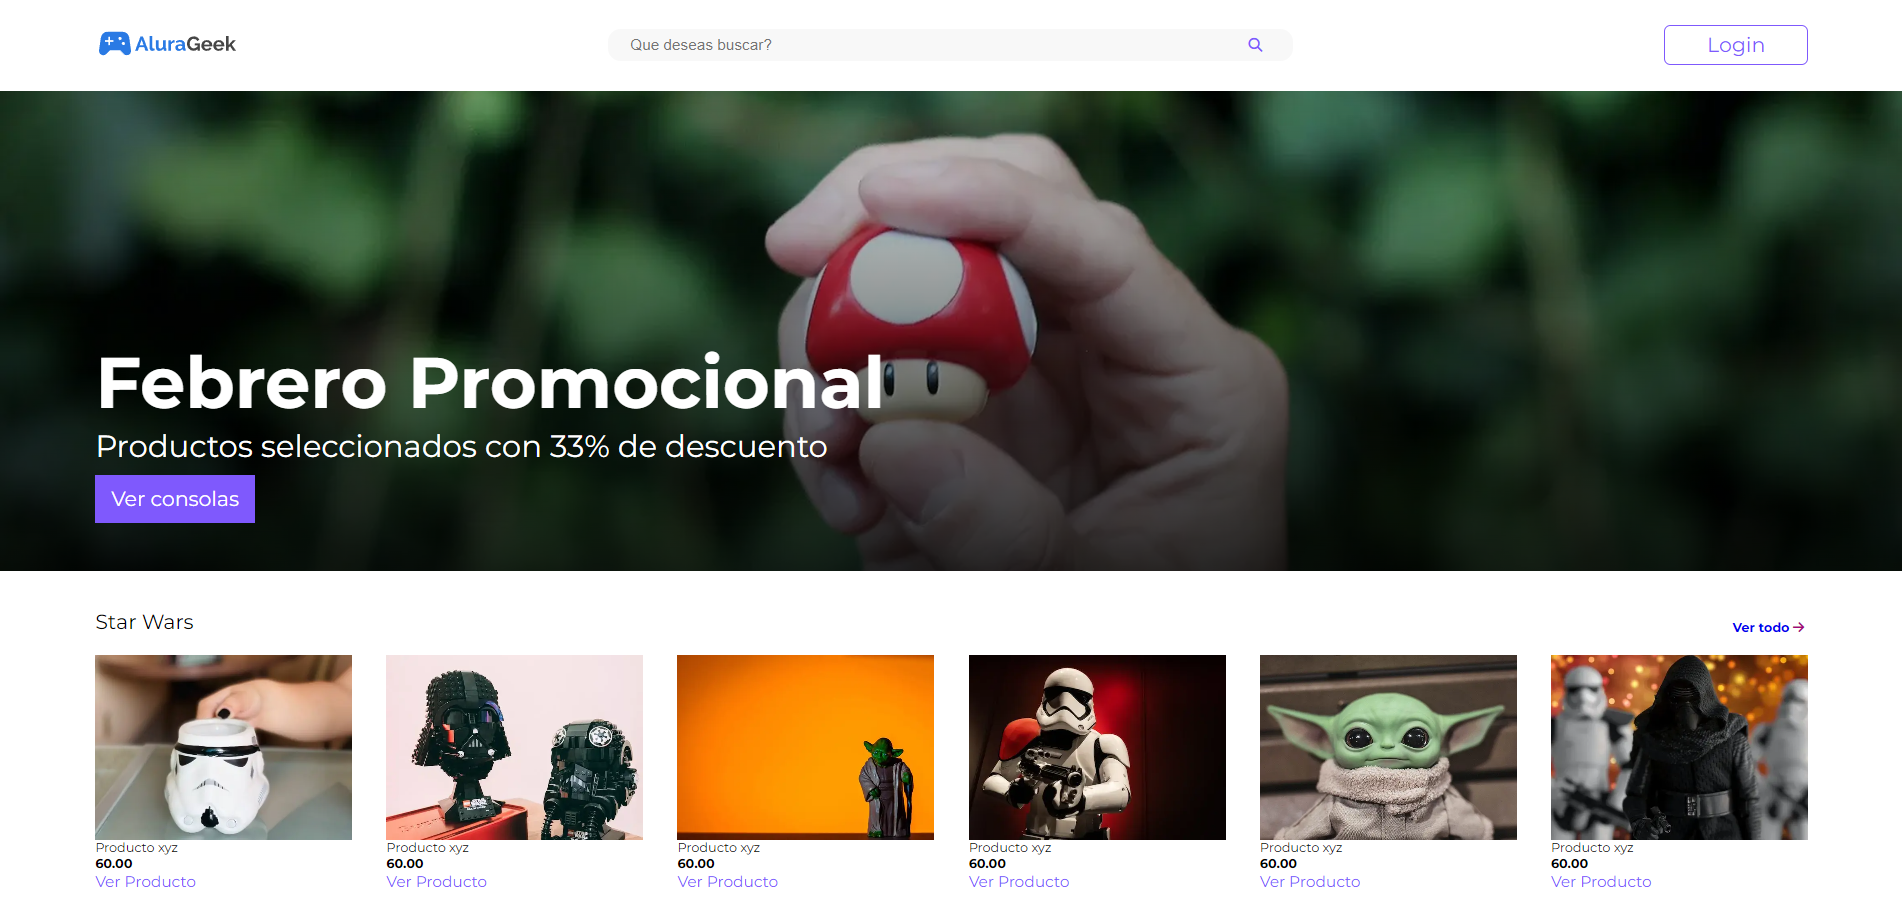 AluraGeek
Que deseas buscar?
Login
Febrero Promocional
Productos seleccionados con 33% de descuento
Ver consolas
Star Wars
Ver todo →
Producto xyz
60.00
Ver Producto
Producto xyz
60.00
Ver Producto
Producto xyz
60.00
Ver Producto
Producto xyz
60.00
Ver Producto
Producto xyz
60.00
Ver Producto
Producto xyz
60.00
Ver Producto